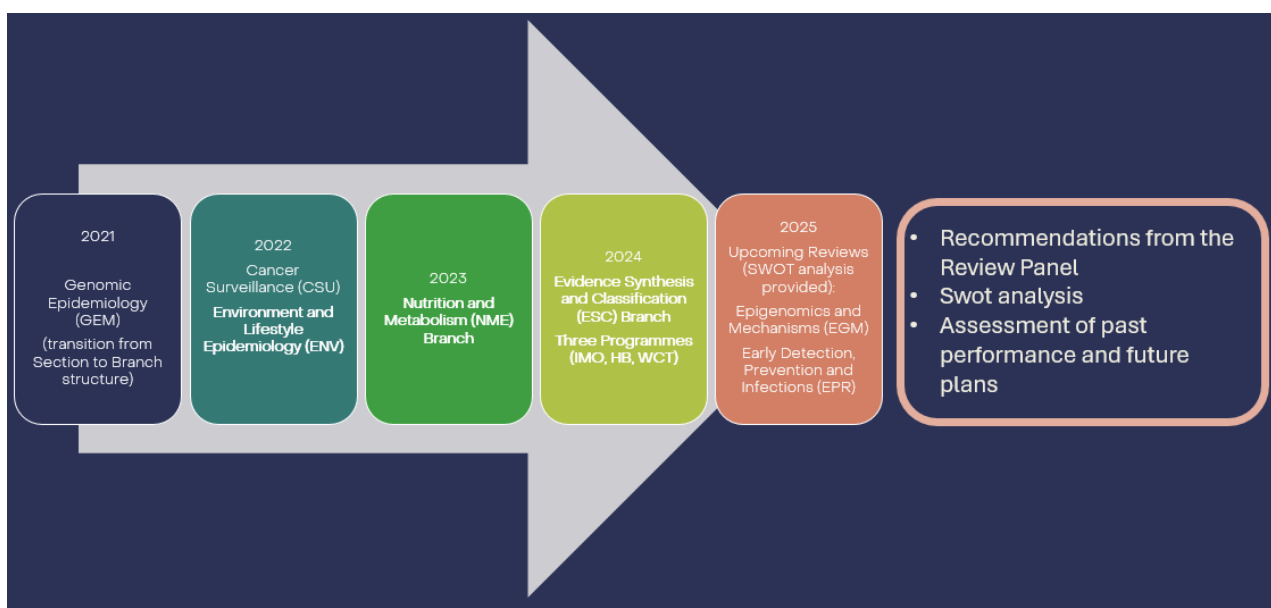 2021
Genomic
Epidemiology
(GEM)
(transition from
Section to Branch
structure)
2022
Cancer
Surveillance (CSU)
Environment and
Lifestyle
Epidemiology (ENV)
2023
Nutrition and
Metabolism (NME)
Branch
2024
Evidence Synthesis
and Classification
(ESC) Branch
Three Programmes
(IMO, HB, WCT)
2025
Upcoming Reviews
(SWOT analysis
provided):
Epigenomics and
Mechanisms (EGM)
Early Detection,
Prevention and
Infections (EPR)
• Recommendations from the
Review Panel
• Swot analysis
• Assessment of past
performance and future
plans